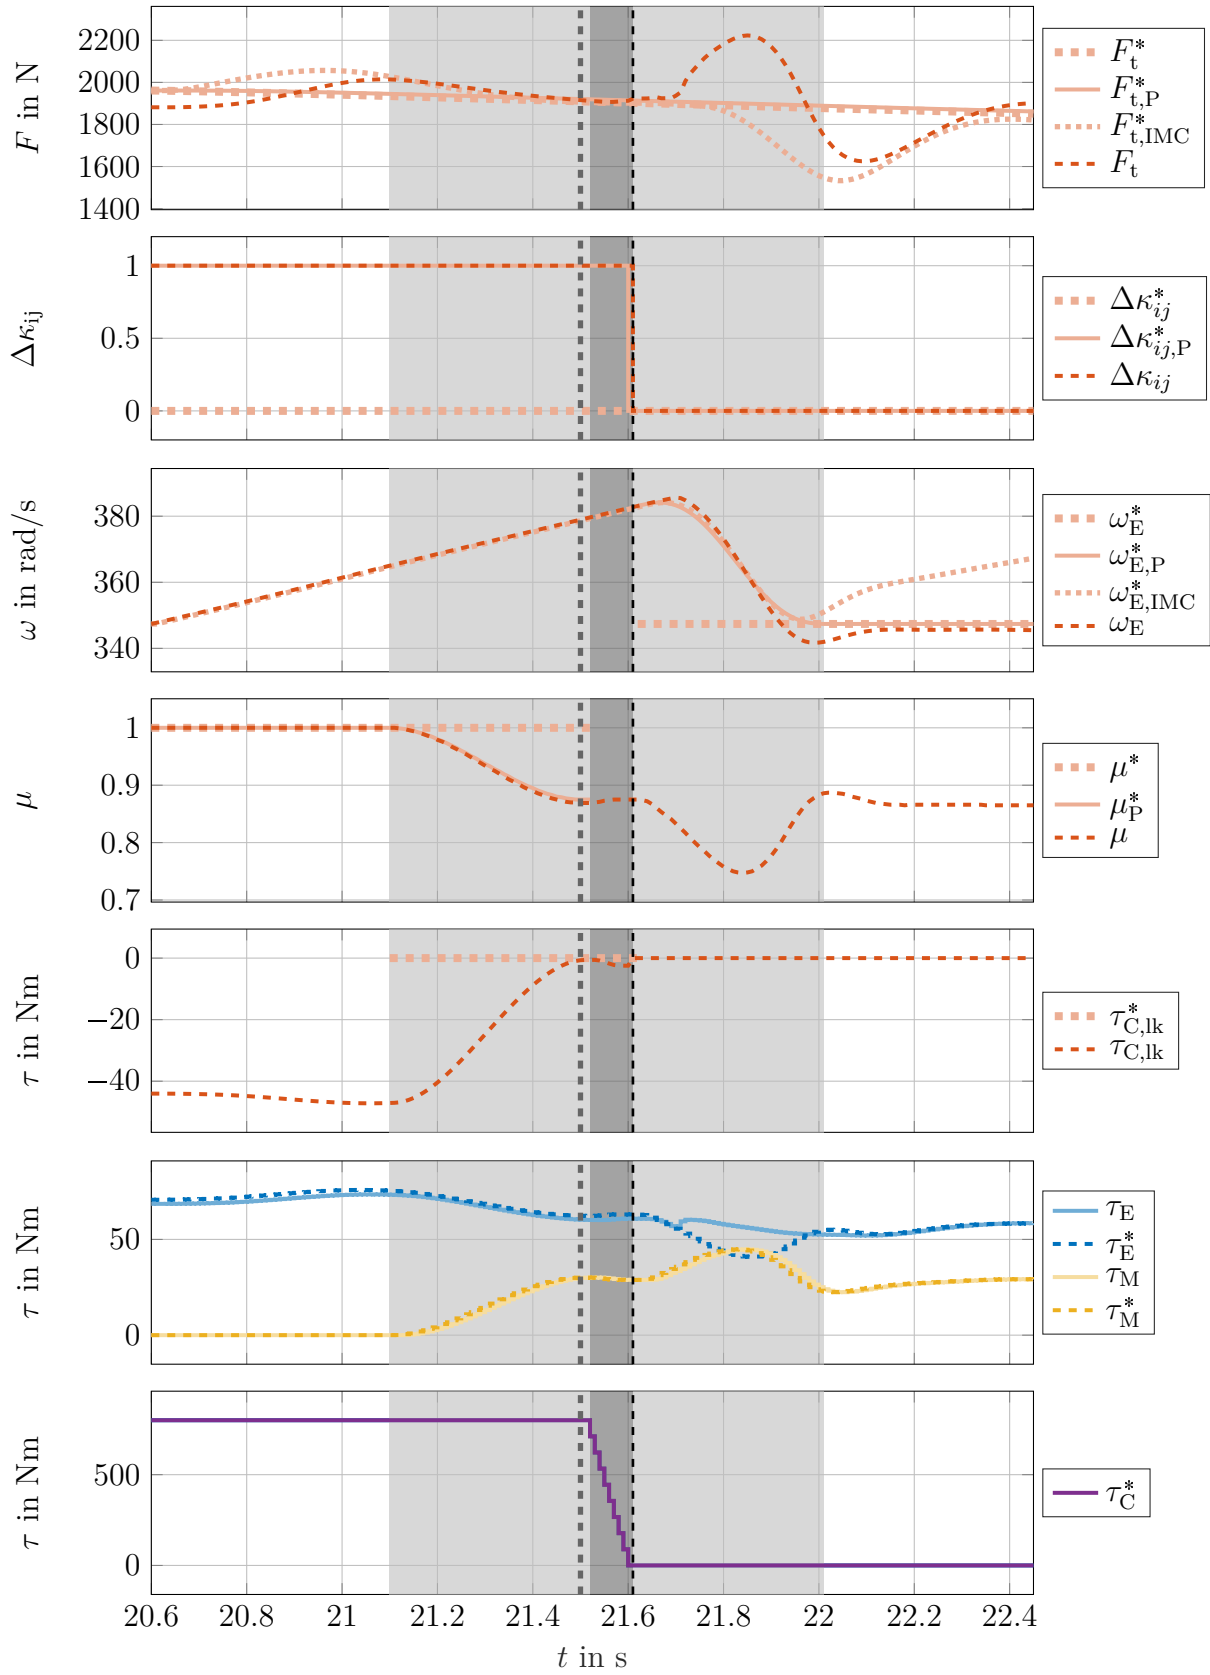 F in N
2200
2000
1800
1600
1400
F*t
F*t,P
F*t,IMC
Ft
Δκij
1
0.5
0
Δκ*ij
Δκ*ij,P
Δκij
ω in rad/s
380
360
340
ω*E
ω*E,P
ω*E,IMC
ωE
μ
1
0.9
0.8
0.7
μ*
μ*P
μ
τ in Nm
0
−20
−40
τ*C,lk
τC,lk
τ in Nm
50
0
τE
τ*E
τM
τ*M
τ in Nm
500
0
τ*C
20.6 20.8 21 21.2 21.4 21.6 21.8 22 22.2 22.4
t in s